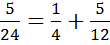 5/24 = 1/4 + 5/12